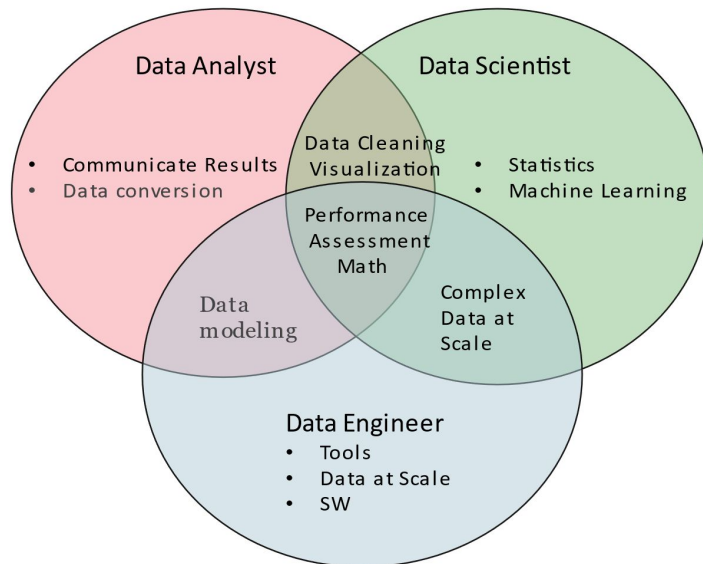 Data Analyst
Data Scientist
Data Cleaning
Visualization
• Communicate Results
• Data conversion
• Statistics
• Machine Learning
Performance
Assessment
Math
Data
modeling
Complex
Data at
Scale
Data Engineer
• Tools
• Data at Scale
• SW